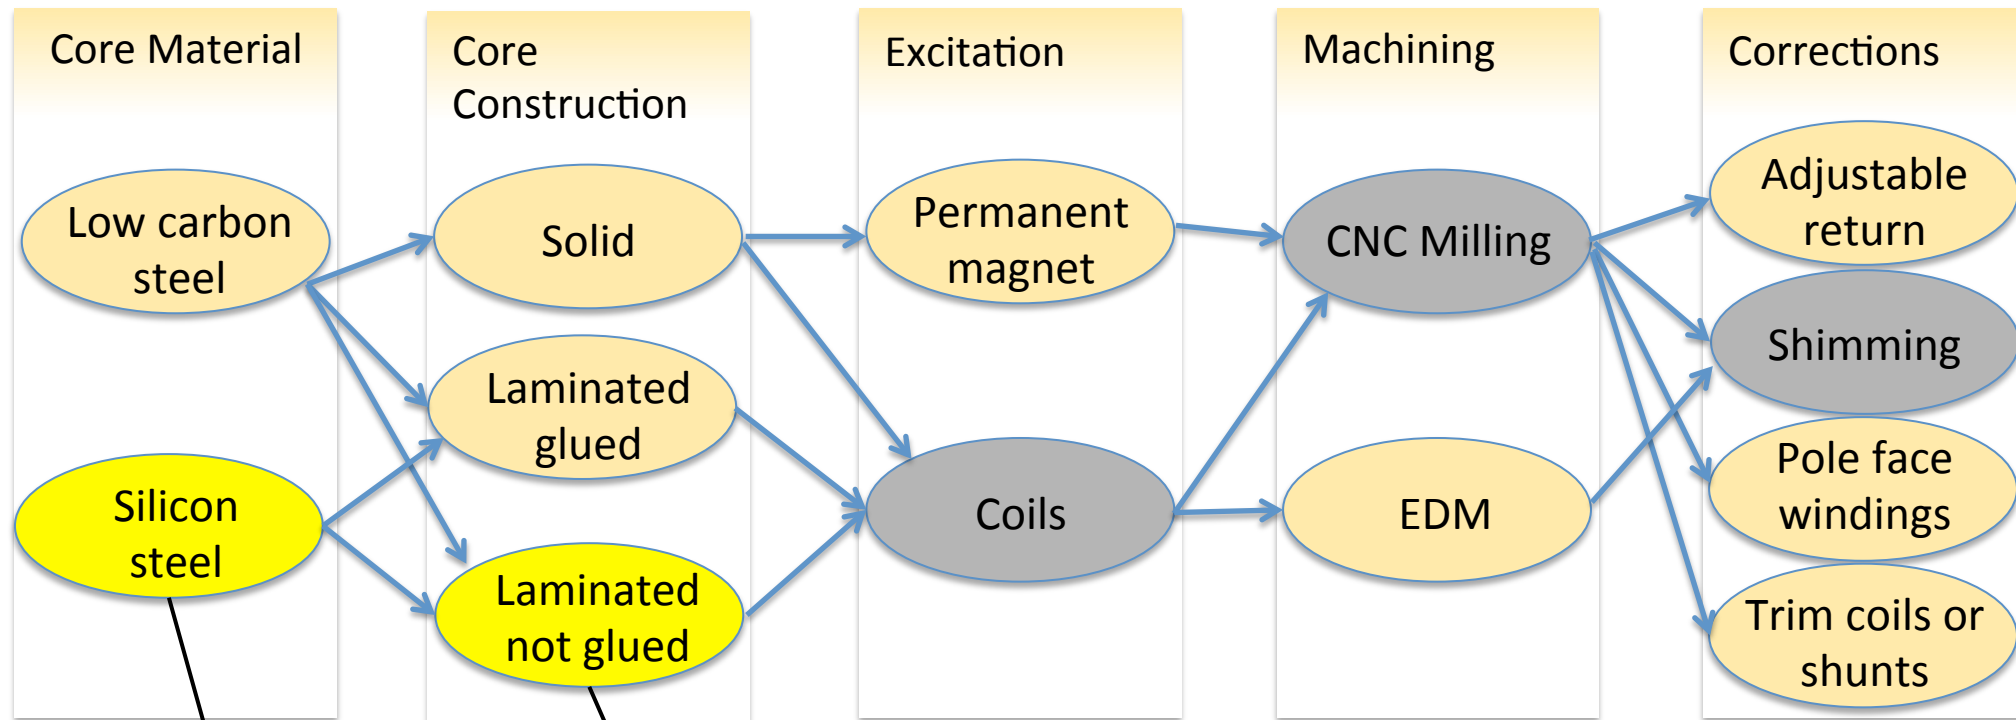 Core Material
Low carbon
steel
Silicon
steel
Core
Construction
Solid
Laminated
glued
Laminated
not glued
Excitation
Permanent
magnet
Coils
Machining
CNC Milling
EDM
Corrections
Adjustable
return
Shimming
Pole face
windings
Trim coils or
shunts